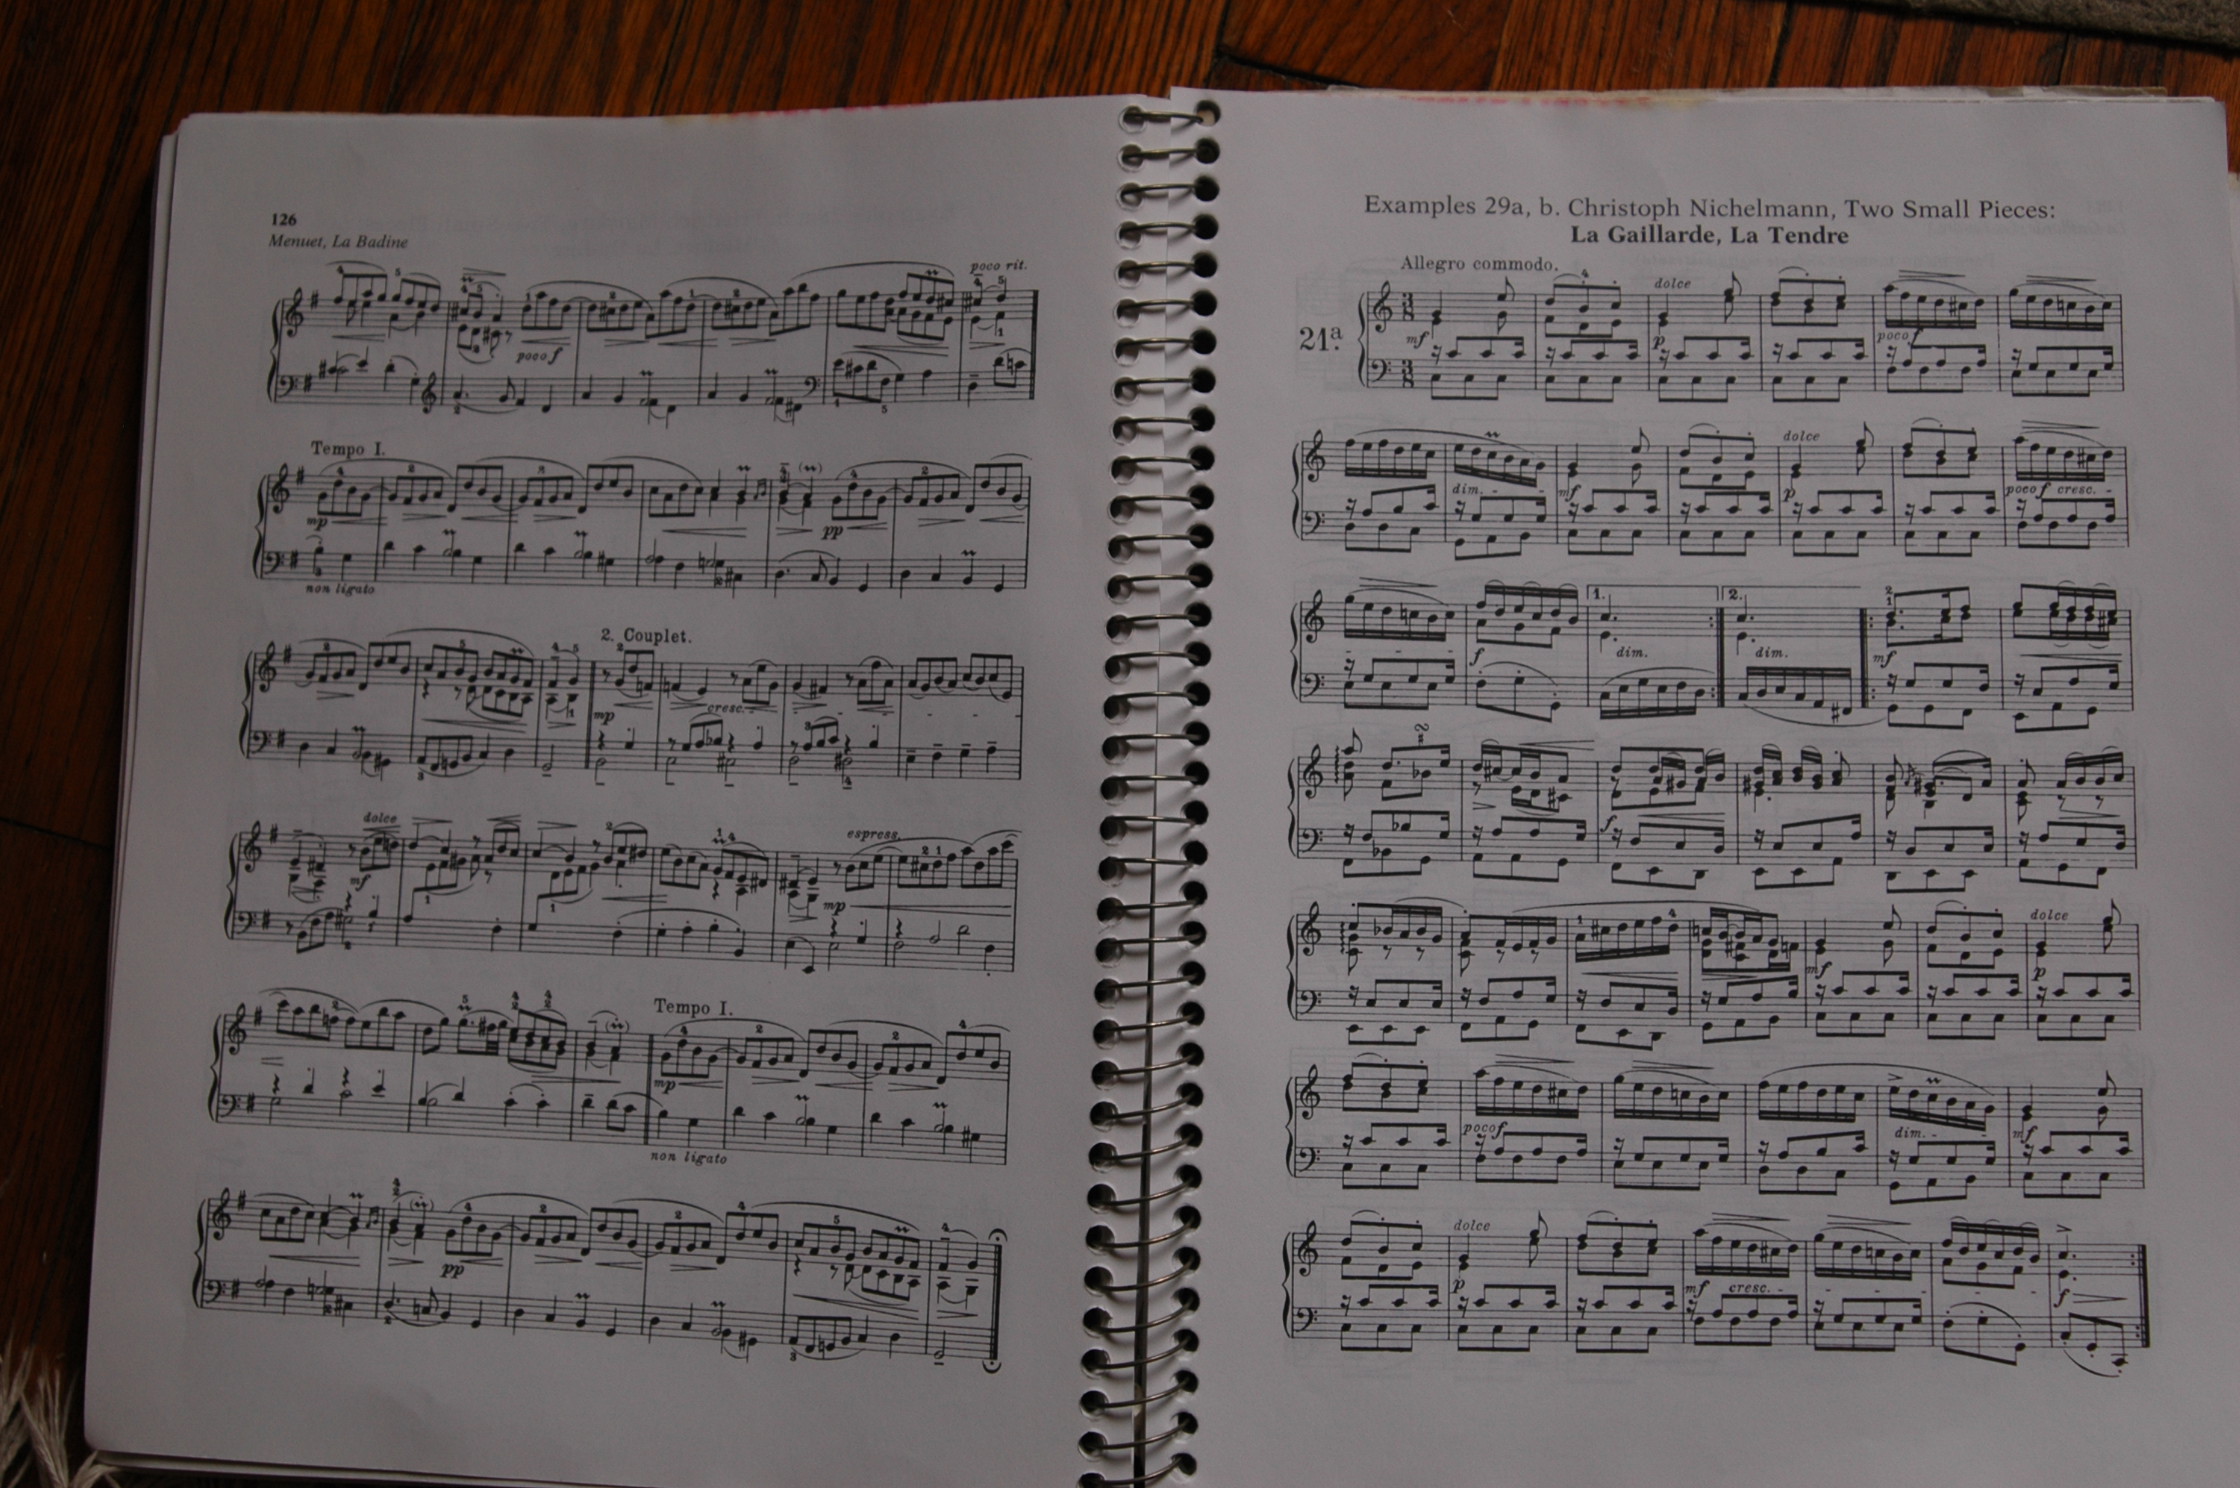 126
Menuet, La Badine
poco rit.
poco f
Tempo I.
mp
pp
non ligato
2. Couplet.
mp
cresc.
dolce
mf
espress.
mp
Tempo I.
mp
non ligato
pp
Examples 29a, b. Christoph Nichelmann, Two Small Pieces:
La Gaillarde, La Tendre
Allegro commodo.
21a.
mf
dolce
p
poco f
dim.
mf
dolce
p
poco f cresc.
f
1.
dim.
2.
dim.
mf
f
mf
dolce
p
poco f
dim.
mf
dolce
p
mf
cresc.
f